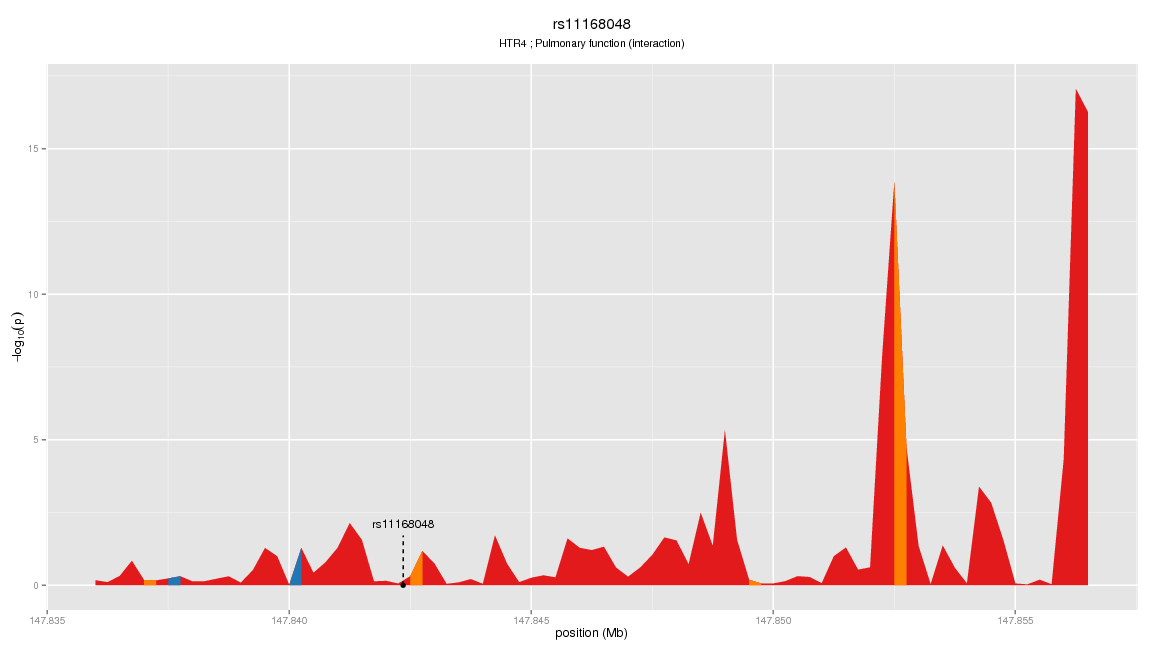 rs11168048
HTR4 ; Pulmonary function (interaction)
−log10(p)
15
10
5
0
rs11168048
147.835
147.840
147.845
147.850
147.855
position (Mb)